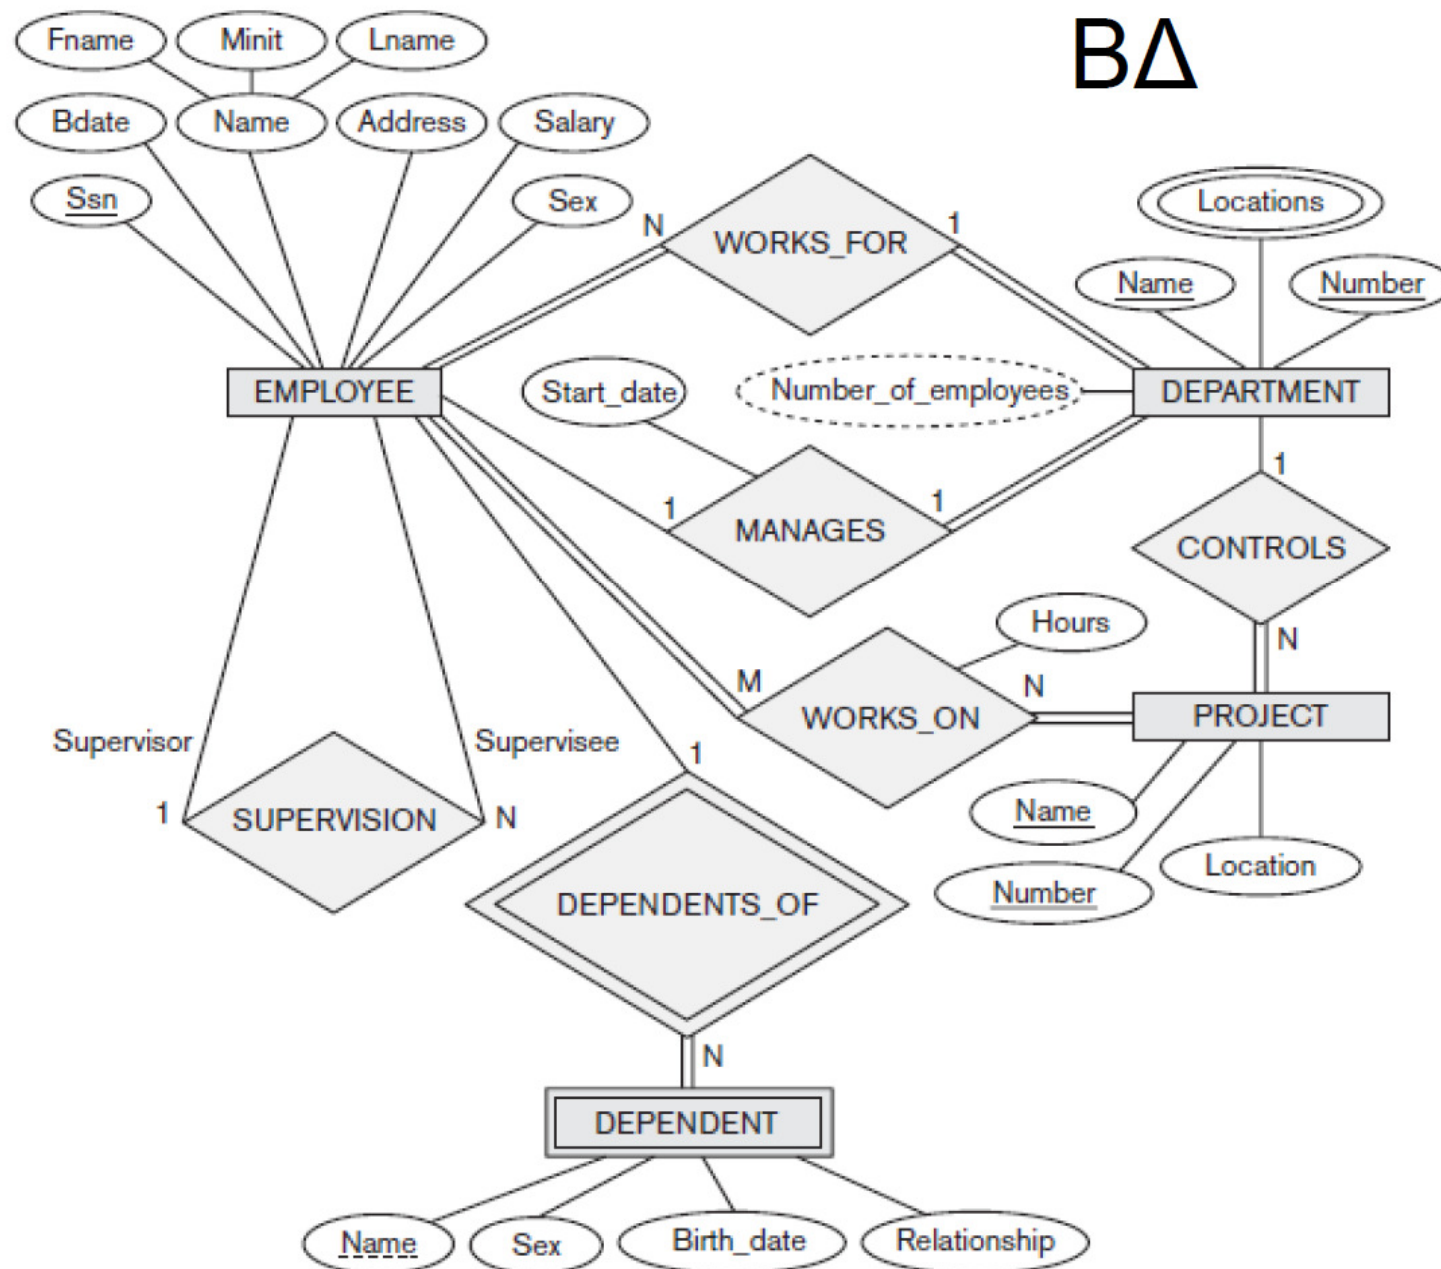 ΒΔ
Fname Minit Lname
Bdate Name Address Salary
Ssn Sex
Locations
N WORKS_FOR 1
Name Number
EMPLOYEE Start_date Number_of_employees DEPARTMENT
1 MANAGES 1
1
CONTROLS
Hours
N
M WORKS_ON N PROJECT
Supervisor Supervisee
1 SUPERVISION N
1
Name
Location
Number
DEPENDENTS_OF
N
DEPENDENT
Name Sex Birth_date Relationship